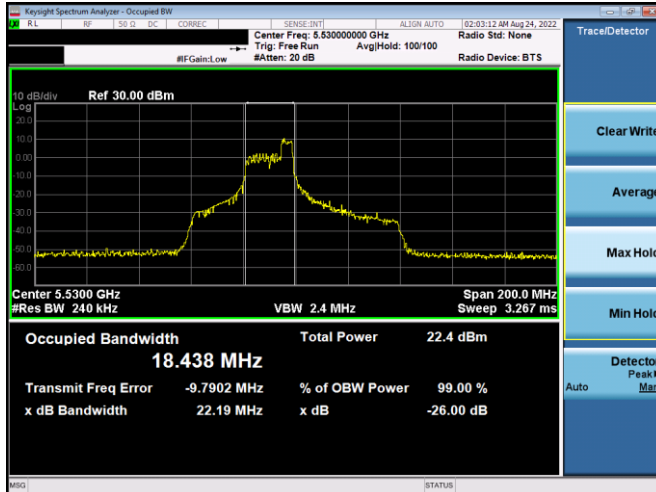 Keysight Spectrum Analyzer - Occupied BW
RL RF 50 Ω DC CORREC SENSE:INT ALIGN AUTO 02:03:12 AM Aug 24, 2022
Center Freq: 5.530000000 GHz Radio Std: None
Trig: Free Run Avg|Hold: 100/100
#IFGain:Low #Atten: 20 dB Radio Device: BTS
Trace/Detector
10 dB/div Ref 30.00 dBm
Log
20.0
10.0
0.00
-10.0
-20.0
-30.0
-40.0
-50.0
-60.0
Center 5.5300 GHz Span 200.0 MHz
#Res BW 240 kHz VBW 2.4 MHz Sweep 3.267 ms
Occupied Bandwidth Total Power 22.4 dBm
18.438 MHz
Transmit Freq Error -9.7902 MHz % of OBW Power 99.00 %
x dB Bandwidth 22.19 MHz x dB -26.00 dB
Clear Write
Average
Max Hold
Min Hold
Detector
Peak
Auto Man
MSG STATUS